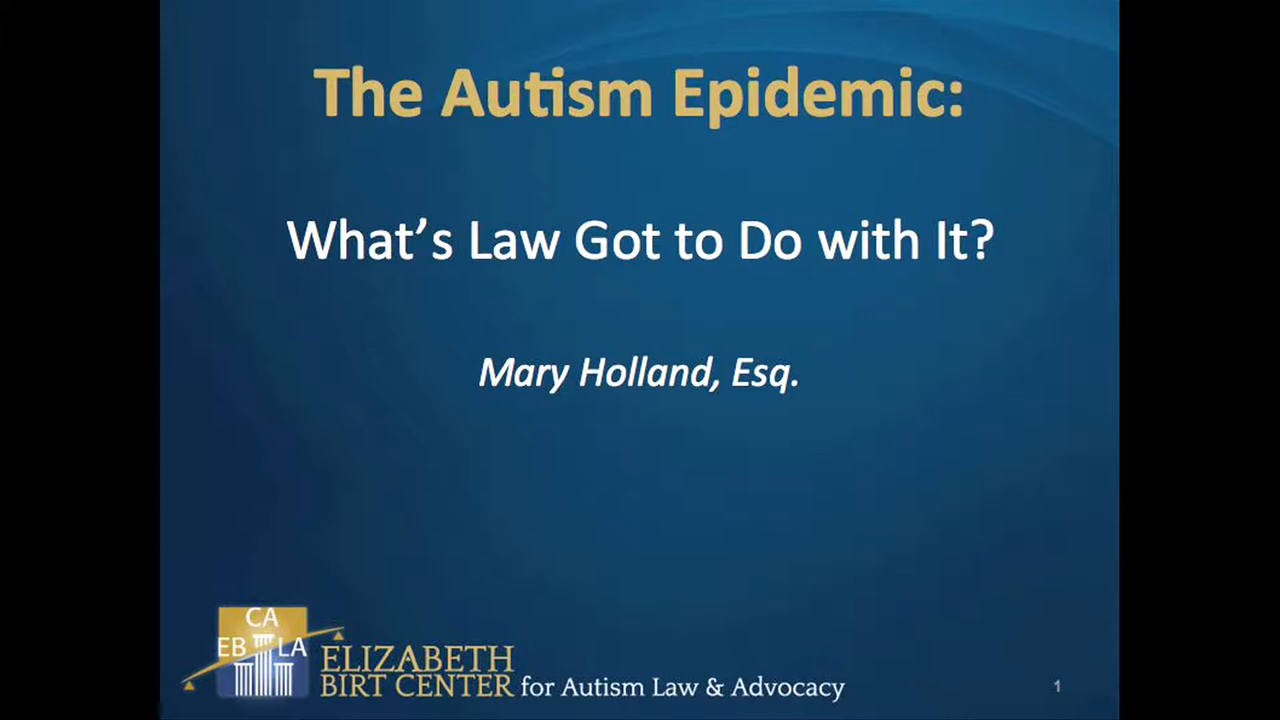 The Autism Epidemic:
What's Law Got to Do with It?
Mary Holland, Esq.
CA
EB LA
ELIZABETH
BIRT CENTER for Autism Law & Advocacy
1